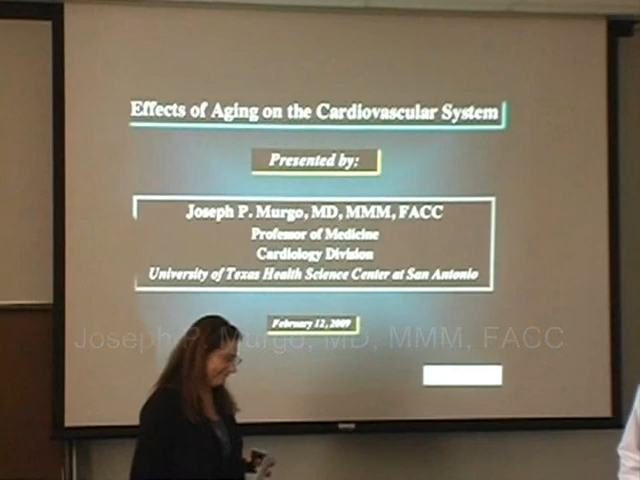 Effects of Aging on the Cardiovascular System
Presented by:
Joseph P. Murgo, MD, MMM, FACC
Professor of Medicine
Cardiology Division
University of Texas Health Science Center at San Antonio
February 12, 2009
Joseph P. Murgo, MD, MMM, FACC